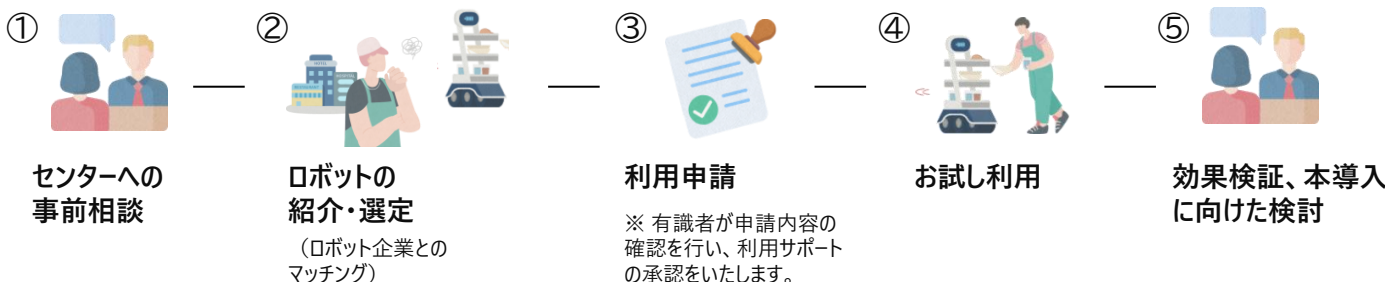 ①
センターへの
事前相談
②
ロボットの
紹介・選定
（ロボット企業との
マッチング）
③
利用申請
※ 有識者が申請内容の
確認を行い、利用サポート
の承認をいたします。
④
お試し利用
⑤
効果検証、本導入
に向けた検討